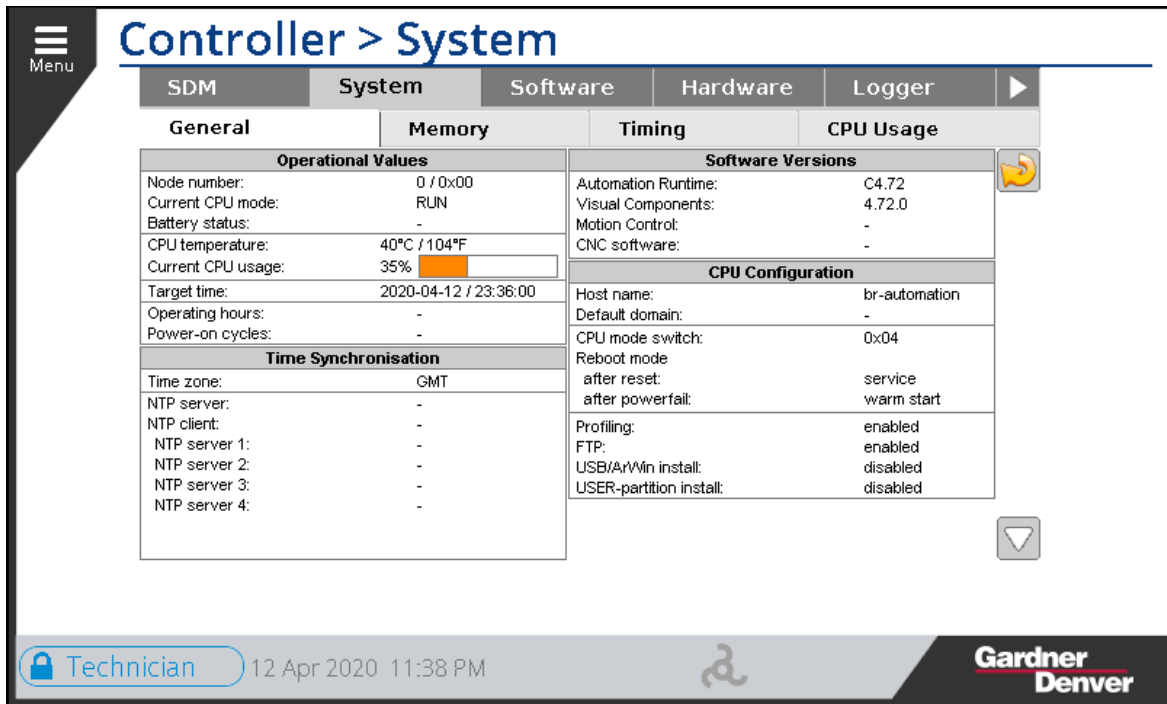 Menu
Controller > System
SDM System Software Hardware Logger
General Memory Timing CPU Usage
Operational Values
Node number: 0 / 0x00
Current CPU mode: RUN
Battery status: -
CPU temperature: 40°C / 104°F
Current CPU usage: 35%
Target time: 2020-04-12 / 23:36:00
Operating hours: -
Power-on cycles: -
Time Synchronisation
Time zone: GMT
NTP server: -
NTP client: -
NTP server 1: -
NTP server 2: -
NTP server 3: -
NTP server 4: -
Software Versions
Automation Runtime: C4.72
Visual Components: 4.72.0
Motion Control: -
CNC software: -
CPU Configuration
Host name: br-automation
Default domain: -
CPU mode switch: 0x04
Reboot mode
after reset: service
after powerfail: warm start
Profiling: enabled
FTP: enabled
USB/ArWin install: disabled
USER-partition install: disabled
Technician 12 Apr 2020 11:38 PM
Gardner
Denver